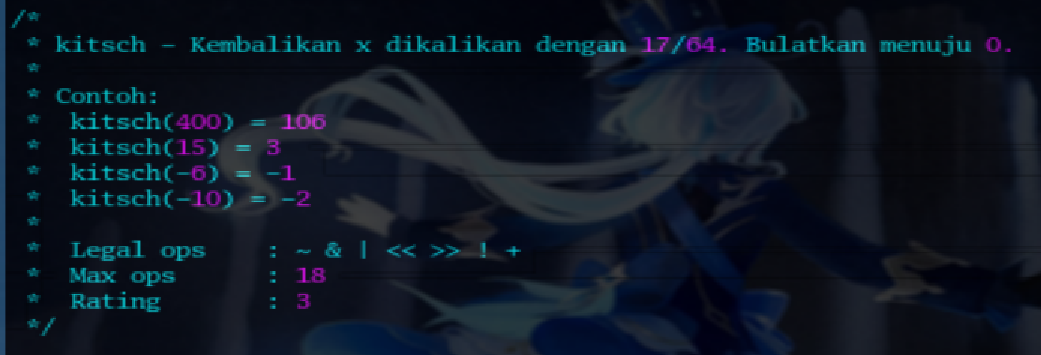 /*
* kitsch - Kembalikan x dikalikan dengan 17/64. Bulatkan menuju 0.
*
* Contoh:
* kitsch(400) = 106
* kitsch(15) = 3
* kitsch(-6) = -1
* kitsch(-10) = -2
*
* Legal ops : ~ & | << >> ! +
* Max ops : 18
* Rating : 3
*/